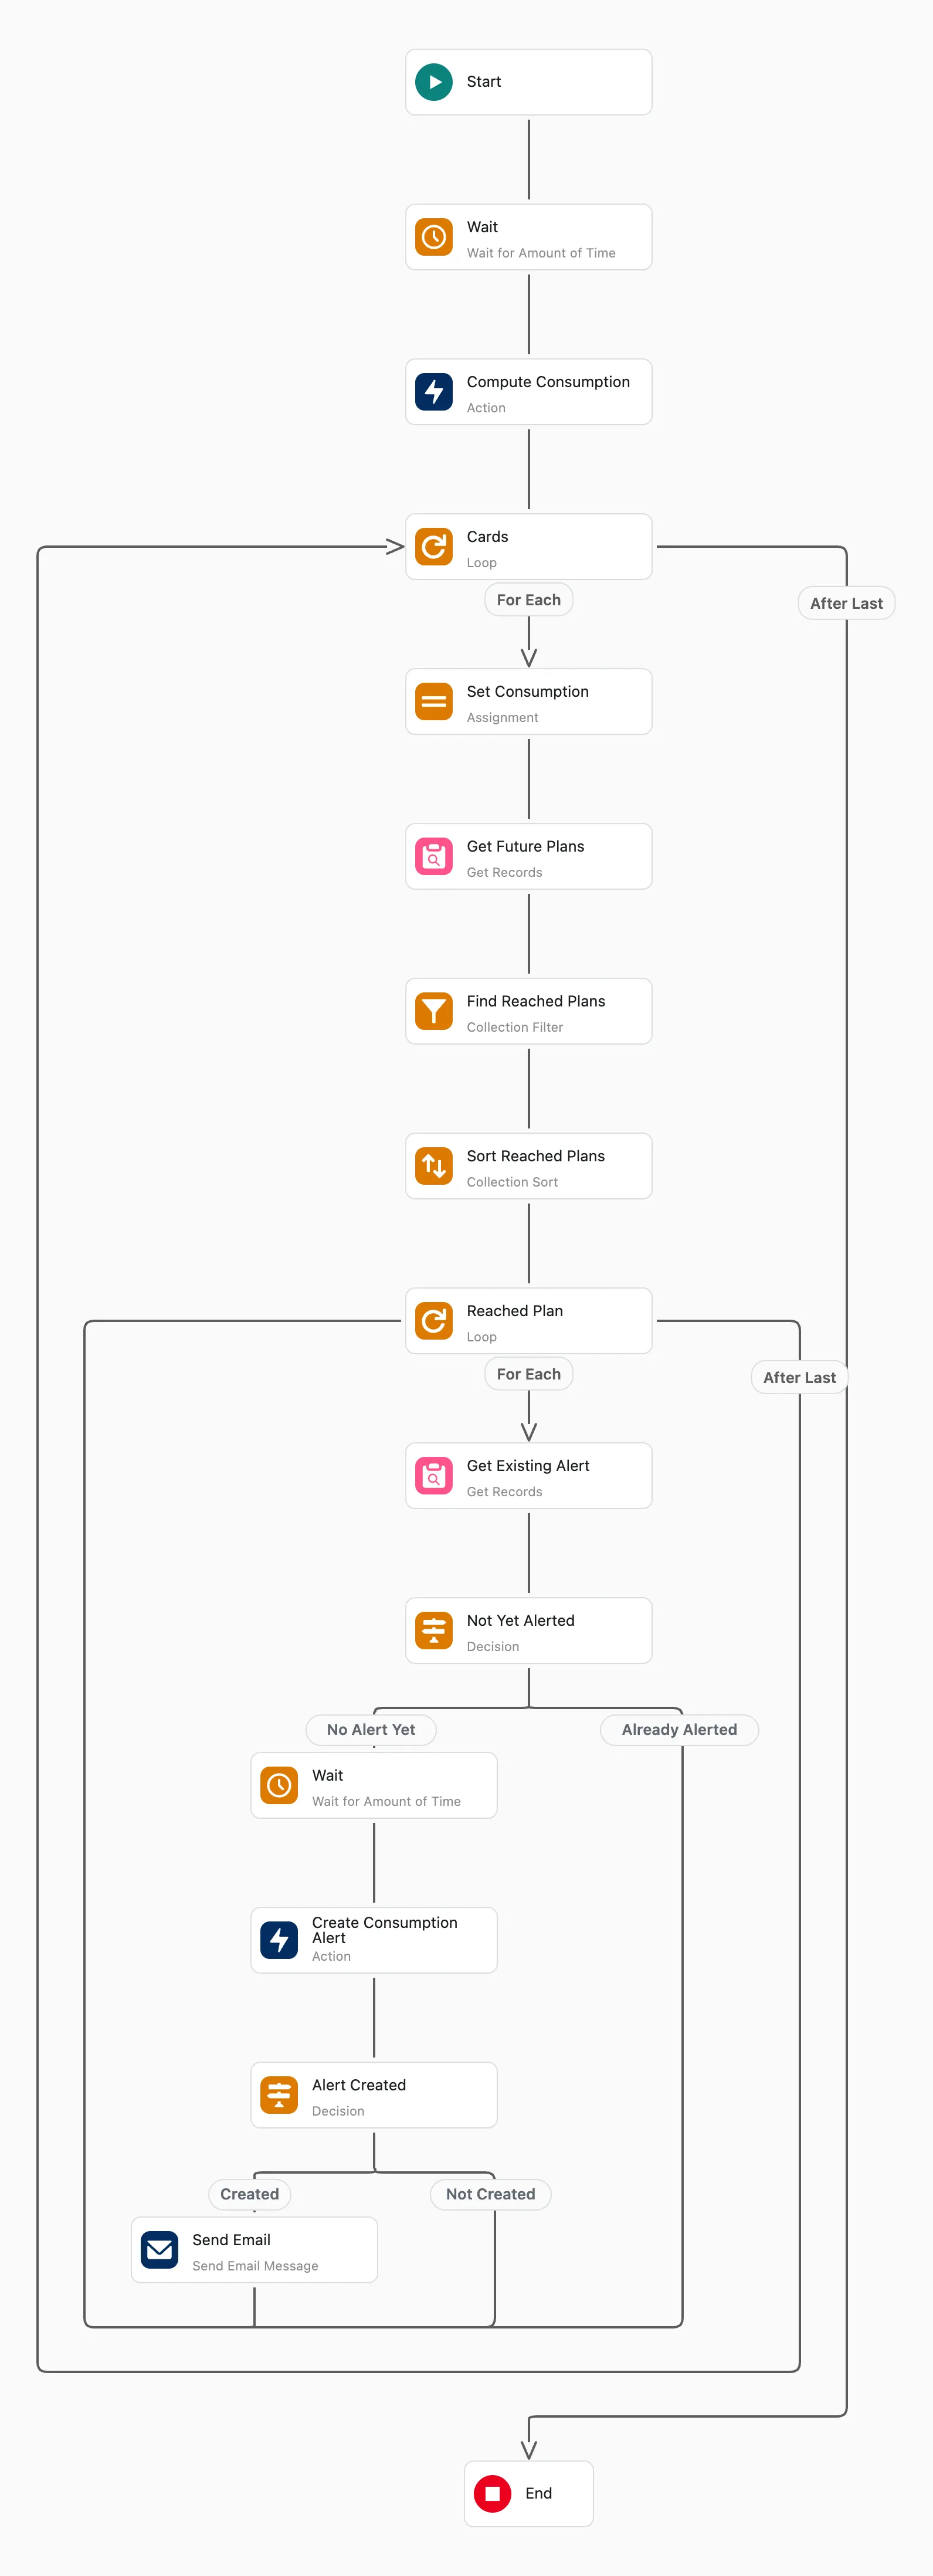 Start
Wait
Wait for Amount of Time
Compute Consumption
Action
Cards
Loop
For Each
After Last
Set Consumption
Assignment
Get Future Plans
Get Records
Find Reached Plans
Collection Filter
Sort Reached Plans
Collection Sort
Reached Plan
Loop
For Each
After Last
Get Existing Alert
Get Records
Not Yet Alerted
Decision
No Alert Yet
Already Alerted
Wait
Wait for Amount of Time
Create Consumption
Alert
Action
Alert Created
Decision
Created
Not Created
Send Email
Send Email Message
End